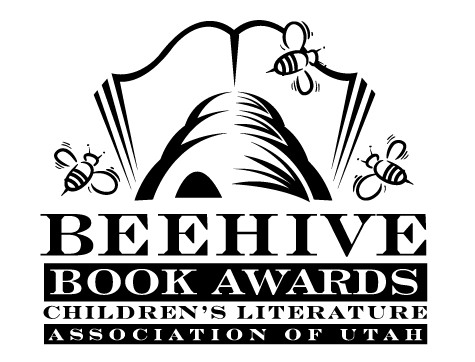 BEEHIVE
BOOK AWARDS
CHILDREN'S LITERATURE
ASSOCIATION OF UTAH